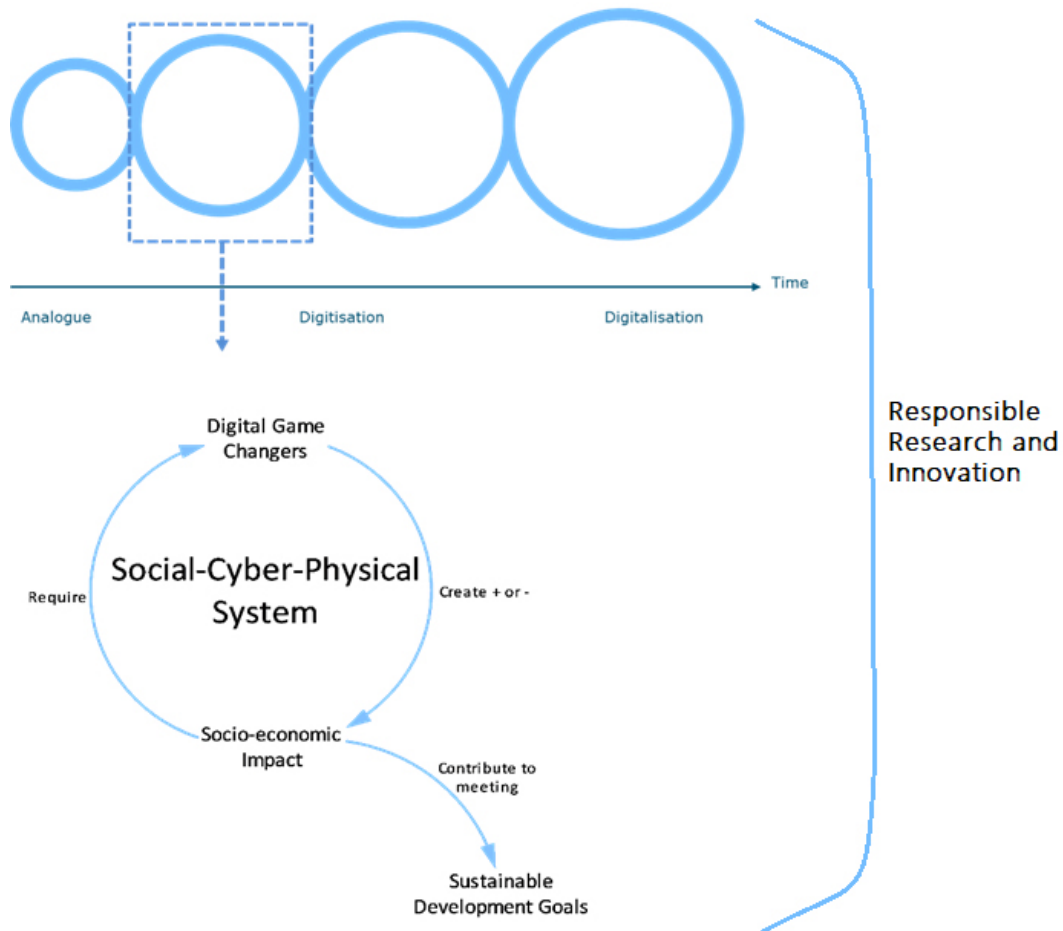 Time
Analogue
Digitisation
Digitalisation
Responsible
Research and
Innovation
Digital Game
Changers
Social-Cyber-Physical
System
Require
Create + or -
Socio-economic
Impact
Contribute to
meeting
Sustainable
Development Goals